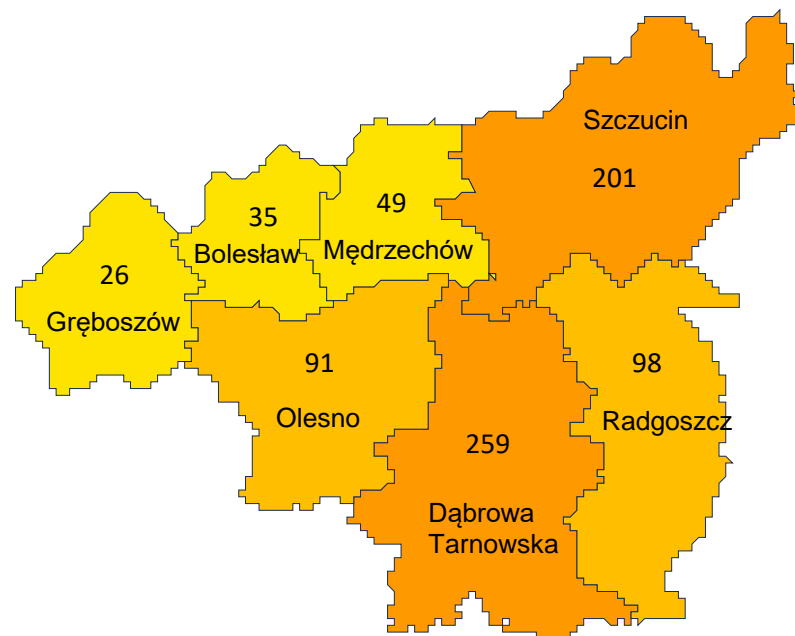 Szczucin
201
49
Mędrzechów
35
Bolesław
26
Gręboszów
91
Olesno
98
Radgoszcz
259
Dąbrowa
Tarnowska